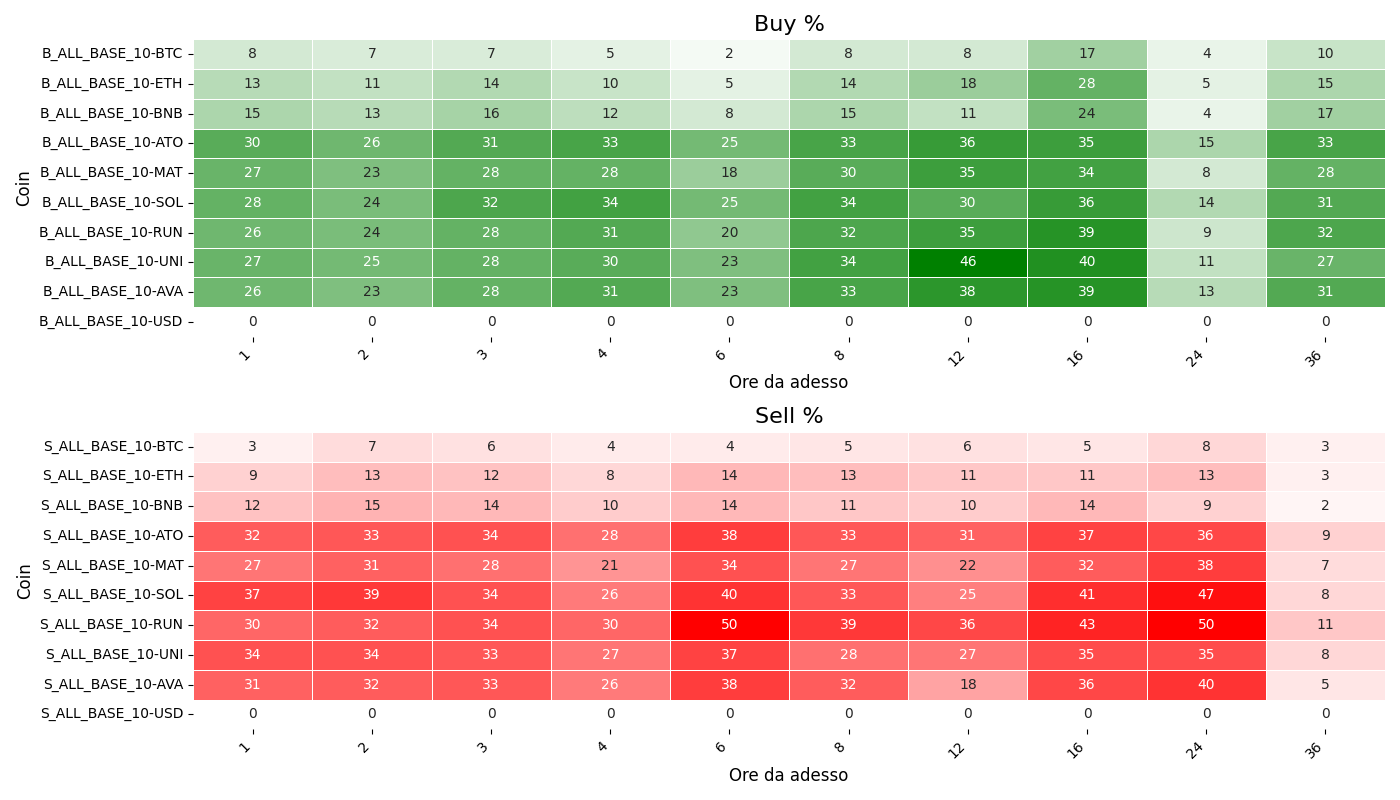 Buy %
Coin
B_ALL_BASE_10-BTC 8 7 7 5 2 8 8 17 4 10
B_ALL_BASE_10-ETH 13 11 14 10 5 14 18 28 5 15
B_ALL_BASE_10-BNB 15 13 16 12 8 15 11 24 4 17
B_ALL_BASE_10-ATO 30 26 31 33 25 33 36 35 15 33
B_ALL_BASE_10-MAT 27 23 28 28 18 30 35 34 8 28
B_ALL_BASE_10-SOL 28 24 32 34 25 34 30 36 14 31
B_ALL_BASE_10-RUN 26 24 28 31 20 32 35 39 9 32
B_ALL_BASE_10-UNI 27 25 28 30 23 34 46 40 11 27
B_ALL_BASE_10-AVA 26 23 28 31 23 33 38 39 13 31
B_ALL_BASE_10-USD 0 0 0 0 0 0 0 0 0 0
1 2 3 4 6 8 12 16 24 36
Ore da adesso
Sell %
Coin
S_ALL_BASE_10-BTC 3 7 6 4 4 5 6 5 8 3
S_ALL_BASE_10-ETH 9 13 12 8 14 13 11 11 13 3
S_ALL_BASE_10-BNB 12 15 14 10 14 11 10 14 9 2
S_ALL_BASE_10-ATO 32 33 34 28 38 33 31 37 36 9
S_ALL_BASE_10-MAT 27 31 28 21 34 27 22 32 38 7
S_ALL_BASE_10-SOL 37 39 34 26 40 33 25 41 47 8
S_ALL_BASE_10-RUN 30 32 34 30 50 39 36 43 50 11
S_ALL_BASE_10-UNI 34 34 33 27 37 28 27 35 35 8
S_ALL_BASE_10-AVA 31 32 33 26 38 32 18 36 40 5
S_ALL_BASE_10-USD 0 0 0 0 0 0 0 0 0 0
1 2 3 4 6 8 12 16 24 36
Ore da adesso